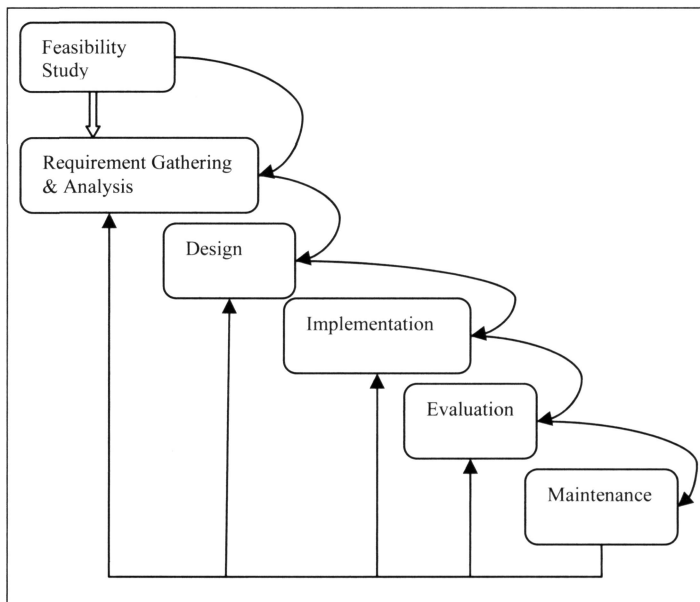 Feasibility
Study
Requirement Gathering
& Analysis
Design
Implementation
Evaluation
Maintenance